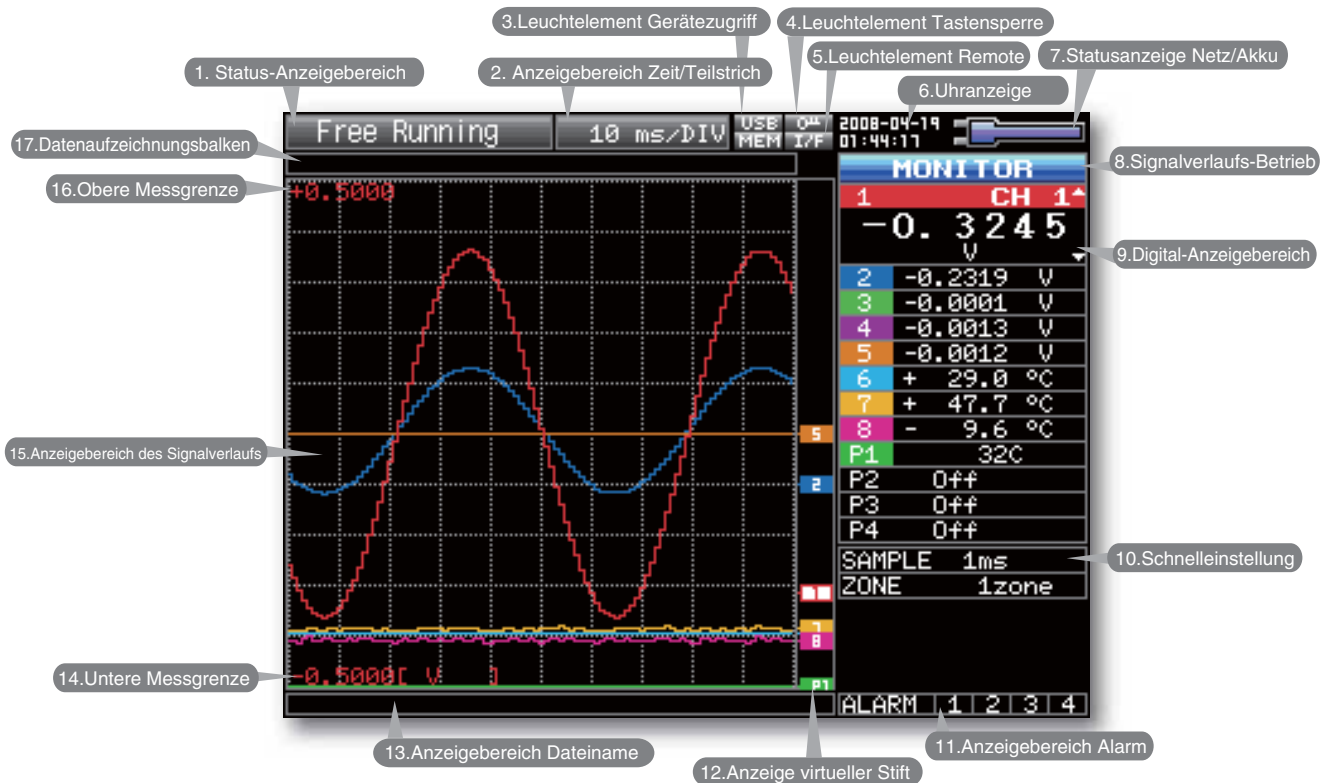 3.Leuchtelement Gerätezugriff
4.Leuchtelement Tastensperre
1. Status-Anzeigebereich
2. Anzeigebereich Zeit/Teilstrich
5.Leuchtelement Remote
7.Statusanzeige Netz/Akku
6.Uhranzeige
Free Running
10 ms/DIV
USB
MEM
I/F
2008-04-19
01:44:17
17.Datenaufzeichnungsbalken
MONITOR
8.Signalverlaufs-Betrieb
16.Obere Messgrenze
+0.5000
1 CH 1
-0.3245
V
9.Digital-Anzeigebereich
2 -0.2319 V
3 -0.0001 V
4 -0.0013 V
5 -0.0012 V
6 + 29.0 °C
7 + 47.7 °C
8 - 9.6 °C
P1 32C
P2 Off
P3 Off
P4 Off
5
2
15.Anzeigebereich des Signalverlaufs
SAMPLE 1ms
10.Schnelleinstellung
ZONE 1zone
1
7
8
14.Untere Messgrenze
-0.5000[ V ]
P1
ALARM 1 2 3 4
13.Anzeigebereich Dateiname
11.Anzeigebereich Alarm
12.Anzeige virtueller Stift